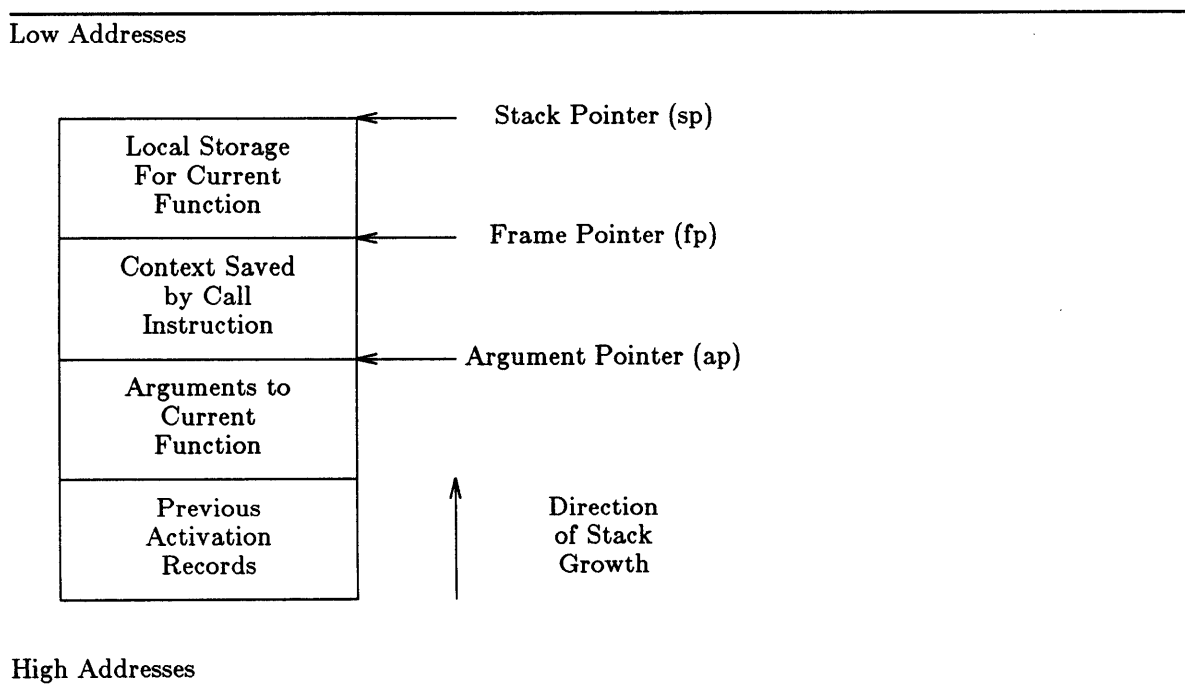 Low Addresses
Stack Pointer (sp)
Local Storage
For Current
Function
Frame Pointer (fp)
Context Saved
by Call
Instruction
Argument Pointer (ap)
Arguments to
Current
Function
Previous
Activation
Records
Direction
of Stack
Growth
High Addresses